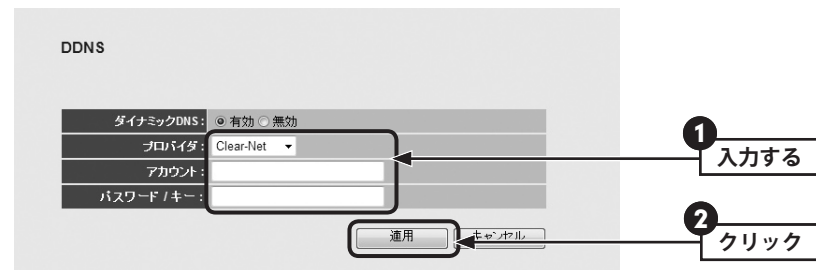 DDNS
ダイナミックDNS : 有効 無効
プロバイダ : Clear-Net
アカウント :
パスワード / キー :
適用 キャンセル
1 入力する
2 クリック